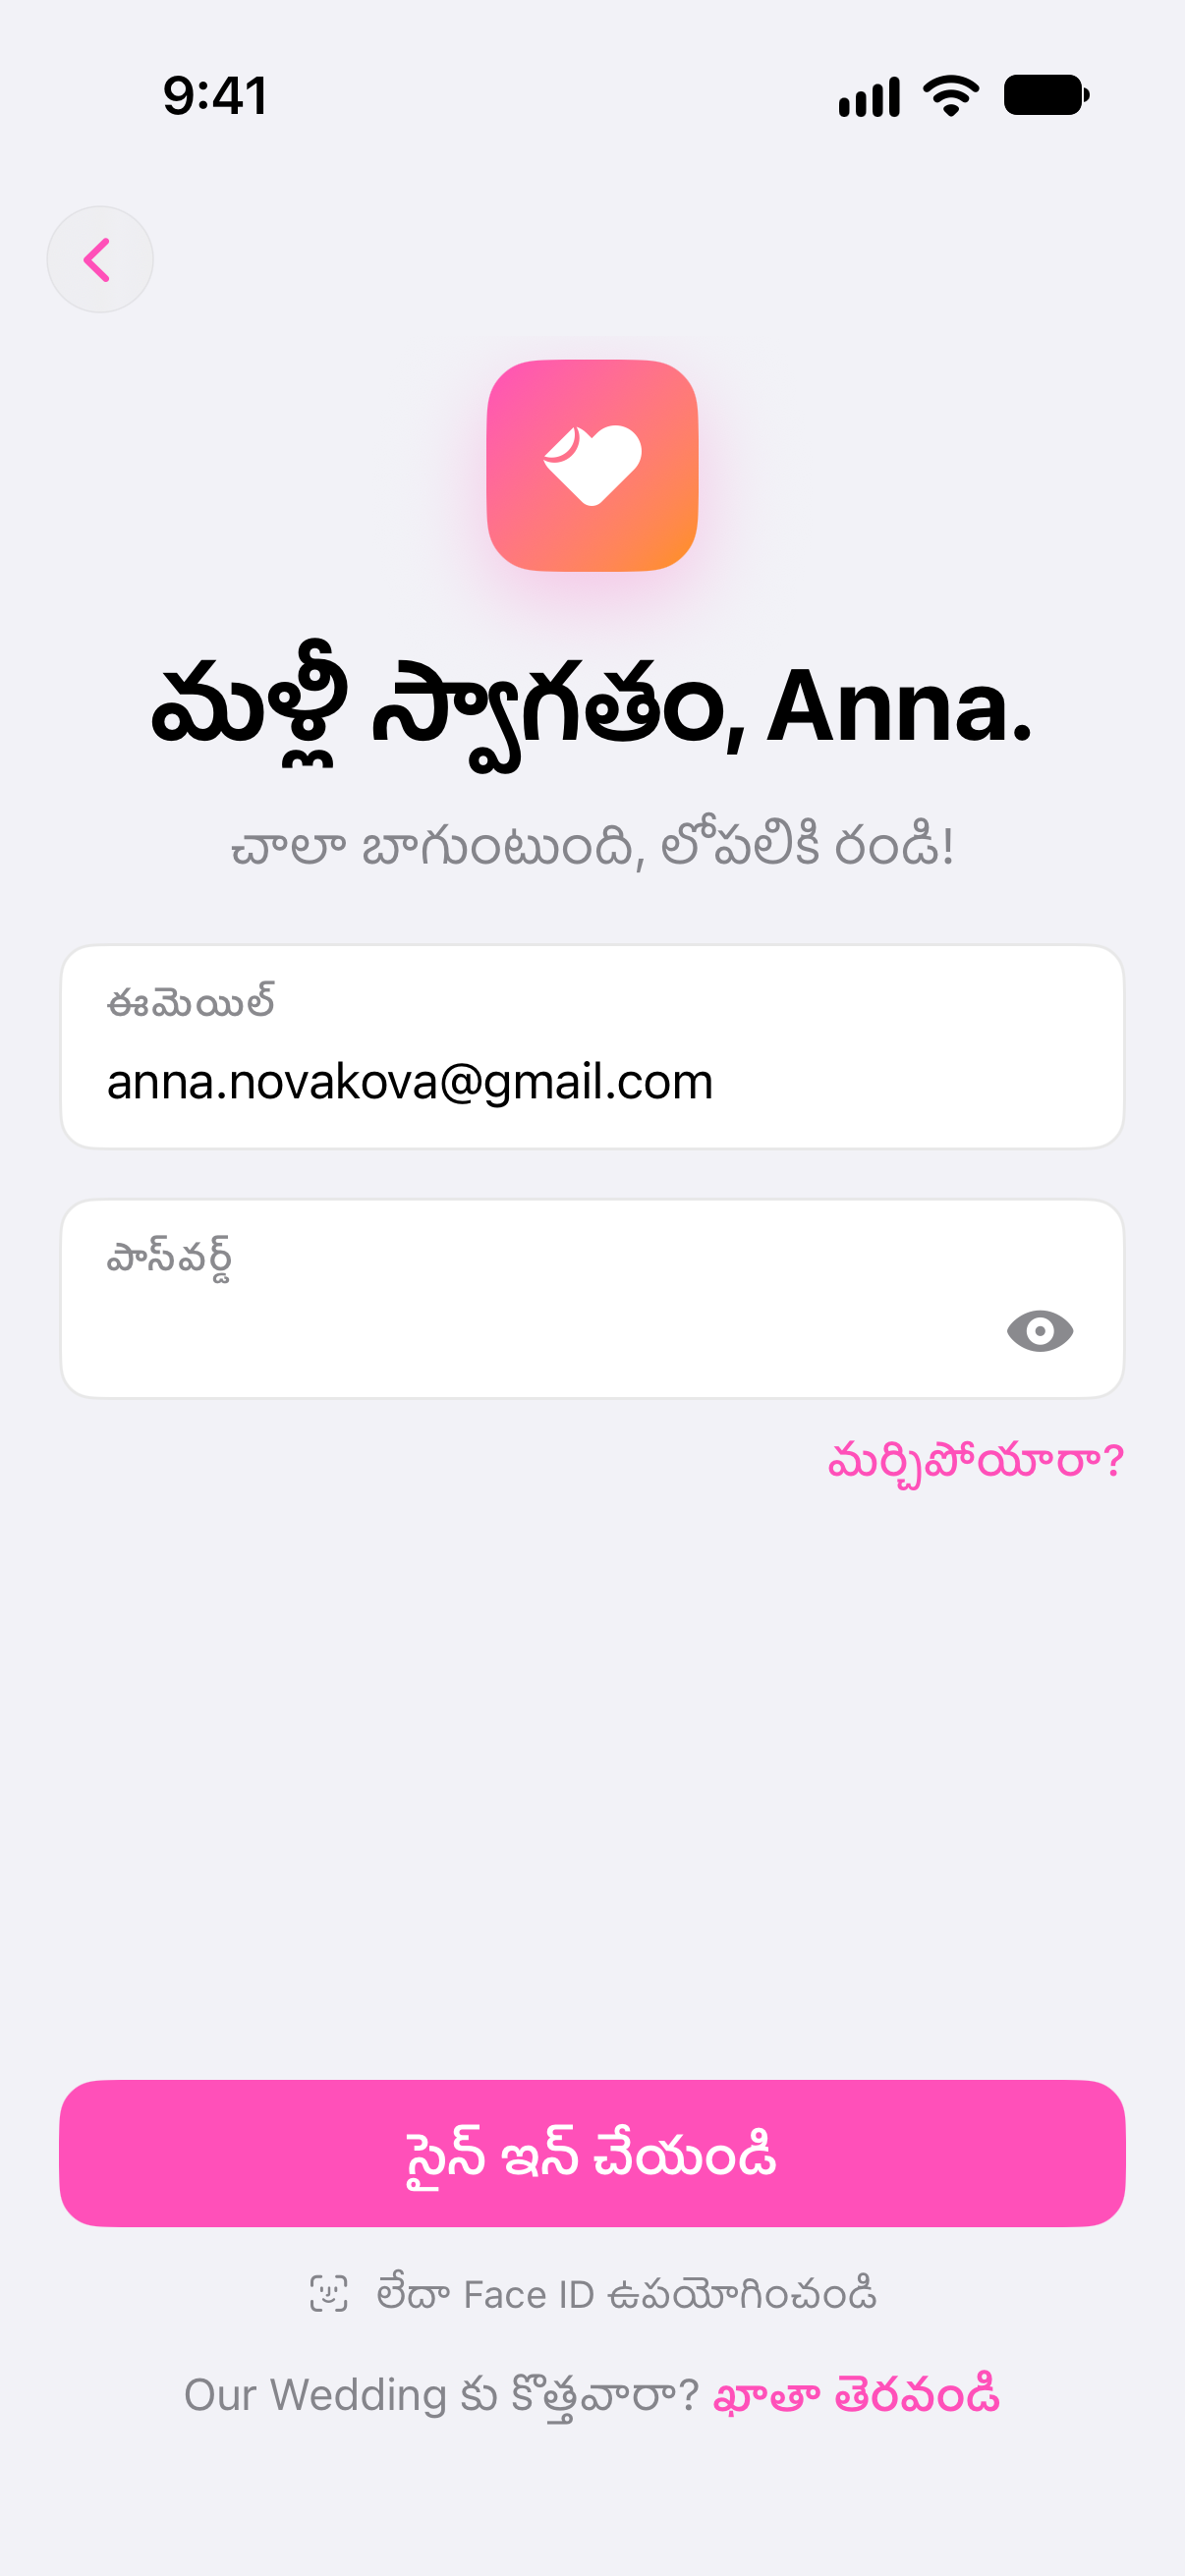 9:41
మళ్లీ స్వాగతం, Anna.
చాలా బాగుంటుంది, లోపలికి రండి!
ఈమెయిల్
anna.novakova@gmail.com
పాస్‌వర్డ్
మర్చిపోయారా?
సైన్ ఇన్ చేయండి
లేదా Face ID ఉపయోగించండి
Our Wedding కు కొత్తవారా? ఖాతా తెరవండి